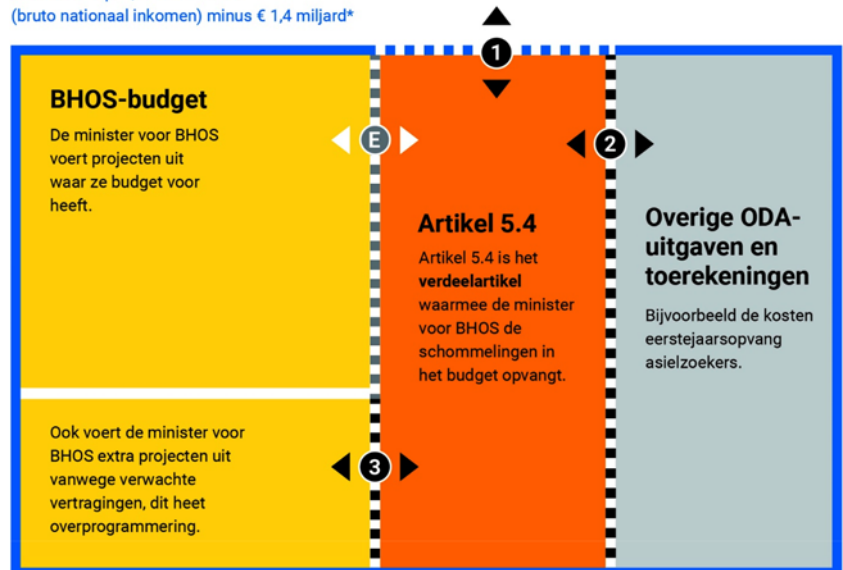 (bruto nationaal inkomen) minus € 1,4 miljard*
1
BHOS-budget
De minister voor BHOS
voert projecten uit
waar ze budget voor
heeft.
E
2
Artikel 5.4
Artikel 5.4 is het
verdeelartikel
waarmee de minister
voor BHOS de
schommelingen in
het budget opvangt.
Overige ODA-
uitgaven en
toerekeningen
Bijvoorbeeld de kosten
eerstejaarsopvang
asielzoekers.
Ook voert de minister voor
BHOS extra projecten uit
vanwege verwachte
vertragingen, dit heet
overprogrammering.
3